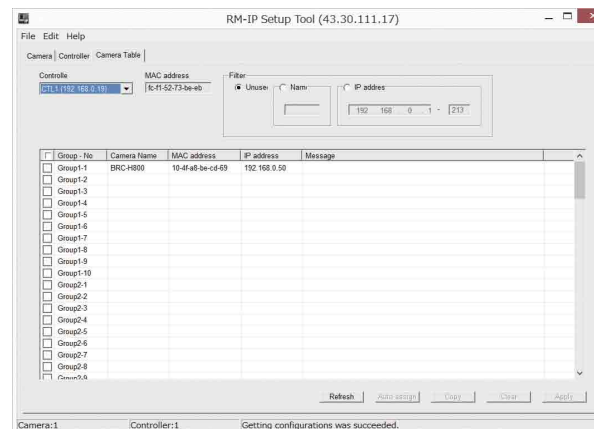 RM-IP Setup Tool (43.30.111.17)
File Edit Help
Camera Controller Camera Table
Controlle MAC address Filter
CTL1 (192.168.0.19) fc-f1-52-73-be-eb Unuse Nam IP addres
192 . 168 . 0 . 1 - 213
Group - No Camera Name MAC address IP address Message
Group1-1 BRC-H800 10-4f-a8-be-cd-69 192.168.0.50
Group1-2
Group1-3
Group1-4
Group1-5
Group1-6
Group1-7
Group1-8
Group1-9
Group1-10
Group2-1
Group2-2
Group2-3
Group2-4
Group2-5
Group2-6
Group2-7
Group2-8
Group2-9
Refresh Auto assign Copy Clear Apply
Camera:1 Controller:1 Getting configurations was succeeded.